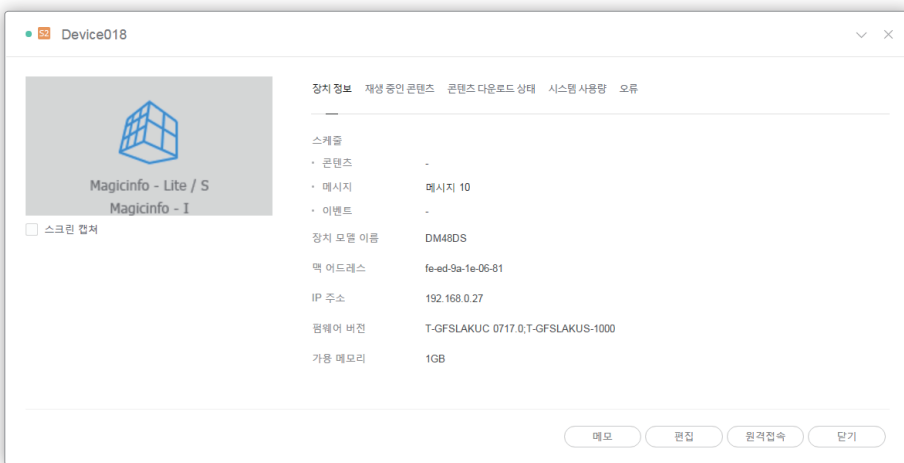 S2 Device018
장치 정보 재생 중인 콘텐츠 콘텐츠 다운로드 상태 시스템 사용량 오류
Magicinfo - Lite / S
Magicinfo - I
스크린 캡쳐
스케줄
• 콘텐츠 -
• 메시지 메시지 10
• 이벤트 -
장치 모델 이름 DM48DS
맥 어드레스 fe-ed-9a-1e-06-81
IP 주소 192.168.0.27
펌웨어 버전 T-GFSLAKUC 0717.0;T-GFSLAKUS-1000
가용 메모리 1GB
메모 편집 원격접속 닫기